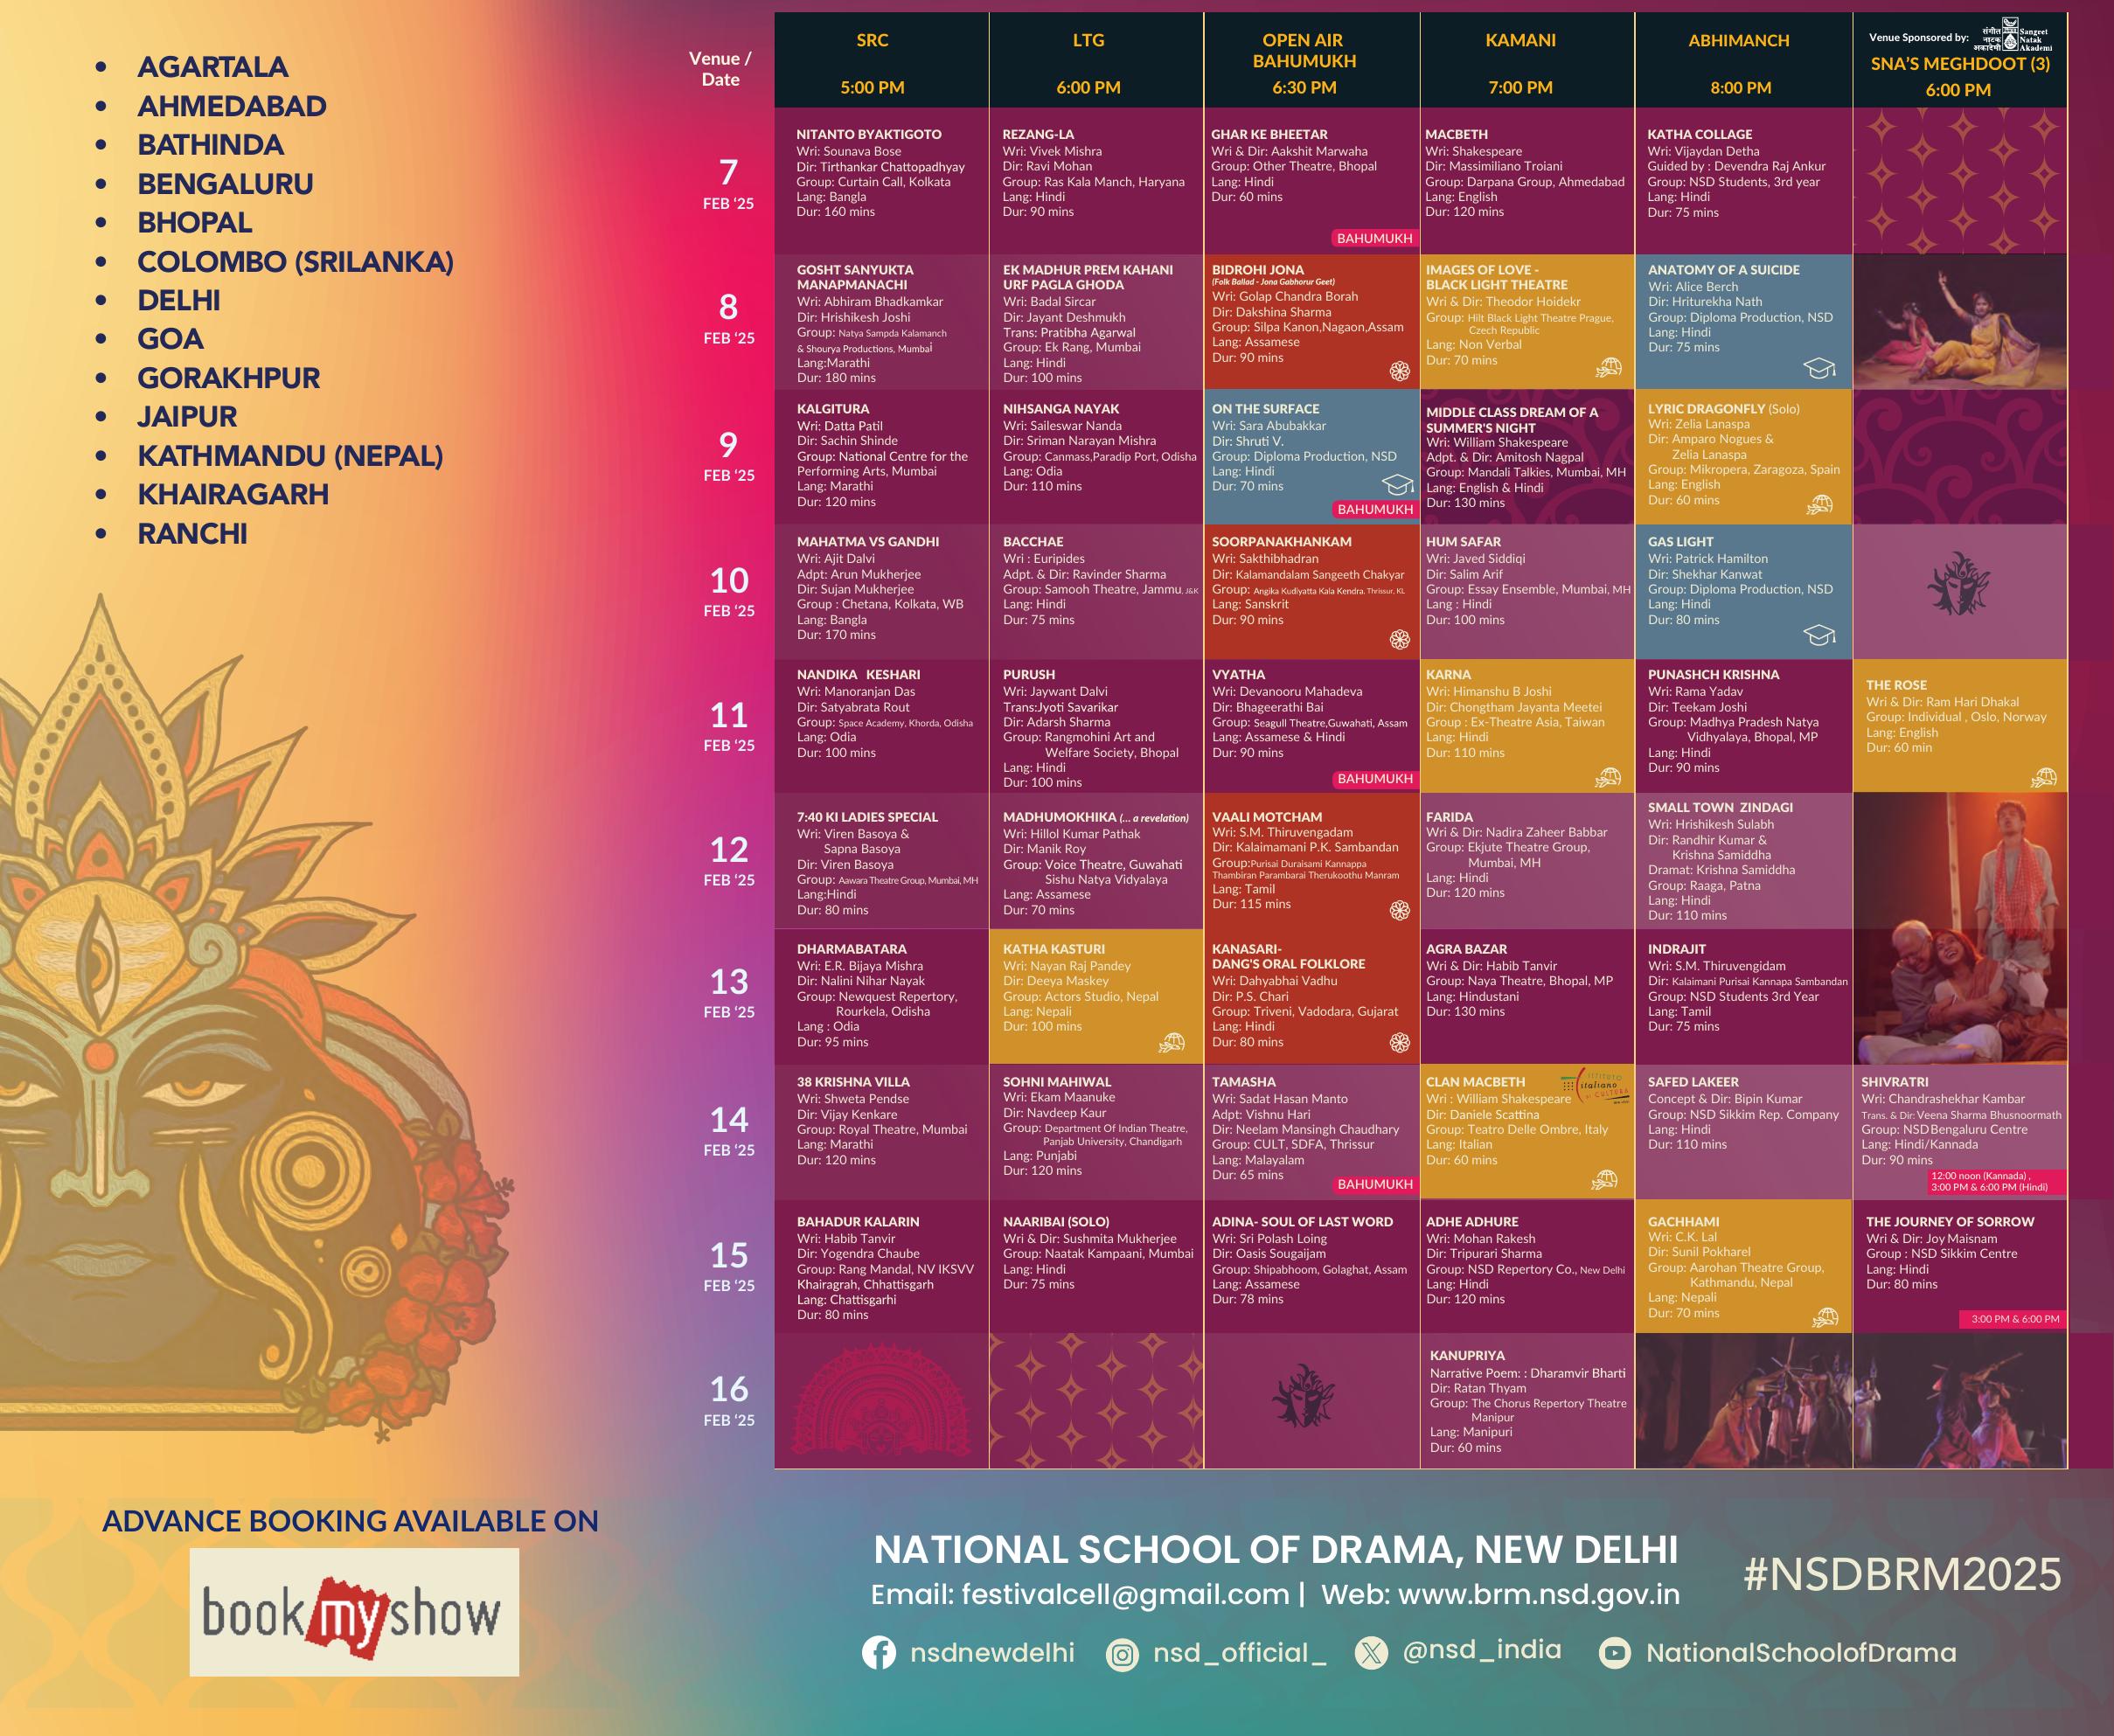 AGARTALA
AHMEDABAD
BATHINDA
BENGALURU
BHOPAL
COLOMBO (SRILANKA)
DELHI
GOA
GORAKHPUR
JAIPUR
KATHMANDU (NEPAL)
KHAIRAGARH
RANCHI
Venue /
Date
SRC
5:00 PM
LTG
6:00 PM
OPEN AIR
BAHUMUKH
6:30 PM
KAMANI
7:00 PM
ABHIMANCH
8:00 PM
Venue Sponsored by:
संगीत
नाटक
अकादेमी
Sangeet
Natak
Akademi
SNA'S MEGHDOOT (3)
6:00 PM
7
FEB '25
NITANTO BYAKTIGOTO
Wri: Sounava Bose
Dir: Tirthankar Chattopadhyay
Group: Curtain Call, Kolkata
Lang: Bangla
Dur: 160 mins
REZANG-LA
Wri: Vivek Mishra
Dir: Ravi Mohan
Group: Ras Kala Manch, Haryana
Lang: Hindi
Dur: 90 mins
GHAR KE BHEETAR
Wri & Dir: Aakshit Marwaha
Group: Other Theatre, Bhopal
Lang: Hindi
Dur: 60 mins
BAHUMUKH
MACBETH
Wri: Shakespeare
Dir: Massimiliano Troiani
Group: Darpana Group, Ahmedabad
Lang: English
Dur: 120 mins
KATHA COLLAGE
Wri: Vijaydan Detha
Guided by : Devendra Raj Ankur
Group: NSD Students, 3rd year
Lang: Hindi
Dur: 75 mins
8
FEB '25
GOSHT SANYUKTA
MANAPMANACHI
Wri: Abhiram Bhadkamkar
Dir: Hrishikesh Joshi
Group: Natya Sampda Kalamanch
& Shourya Productions, Mumbai
Lang:Marathi
Dur: 180 mins
EK MADHUR PREM KAHANI
URF PAGLA GHODA
Wri: Badal Sircar
Dir: Jayant Deshmukh
Trans: Pratibha Agarwal
Group: Ek Rang, Mumbai
Lang: Hindi
Dur: 100 mins
BIDROHI JONA
(Folk Ballad - Jona Gabhorur Geet)
Wri: Golap Chandra Borah
Dir: Dakshina Sharma
Group: Silpa Kanon,Nagaon,Assam
Lang: Assamese
Dur: 90 mins
IMAGES OF LOVE -
BLACK LIGHT THEATRE
Wri & Dir: Theodor Hoidekr
Group: Hilt Black Light Theatre Prague,
Czech Republic
Lang: Non Verbal
Dur: 70 mins
ANATOMY OF A SUICIDE
Wri: Alice Berch
Dir: Hriturekha Nath
Group: Diploma Production, NSD
Lang: Hindi
Dur: 75 mins
9
FEB '25
KALGITURA
Wri: Datta Patil
Dir: Sachin Shinde
Group: National Centre for the
Performing Arts, Mumbai
Lang: Marathi
Dur: 120 mins
NIHSANGA NAYAK
Wri: Saileswar Nanda
Dir: Sriman Narayan Mishra
Group: Canmass,Paradip Port, Odisha
Lang: Odia
Dur: 110 mins
ON THE SURFACE
Wri: Sara Abubakkar
Dir: Shruti V.
Group: Diploma Production, NSD
Lang: Hindi
Dur: 70 mins
BAHUMUKH
MIDDLE CLASS DREAM OF A
SUMMER'S NIGHT
Wri: William Shakespeare
Adpt. & Dir: Amitosh Nagpal
Group: Mandali Talkies, Mumbai, MH
Lang: English & Hindi
Dur: 130 mins
LYRIC DRAGONFLY (Solo)
Wri: Zelia Lanaspa
Dir: Amparo Nogues &
Zelia Lanaspa
Group: Mikropera, Zaragoza, Spain
Lang: English
Dur: 60 mins
10
FEB '25
MAHATMA VS GANDHI
Wri: Ajit Dalvi
Adpt: Arun Mukherjee
Dir: Sujan Mukherjee
Group : Chetana, Kolkata, WB
Lang: Bangla
Dur: 170 mins
BACCHAE
Wri : Euripides
Adpt. & Dir: Ravinder Sharma
Group: Samooh Theatre, Jammu, J&K
Lang: Hindi
Dur: 75 mins
SOORPANAKHANKAM
Wri: Sakthibhadran
Dir: Kalamandalam Sangeeth Chakyar
Group: Angika Kudiyatta Kala Kendra, Thrissur, KL
Lang: Sanskrit
Dur: 90 mins
HUM SAFAR
Wri: Javed Siddiqi
Dir: Salim Arif
Group: Essay Ensemble, Mumbai, MH
Lang : Hindi
Dur: 100 mins
GAS LIGHT
Wri: Patrick Hamilton
Dir: Shekhar Kanwat
Group: Diploma Production, NSD
Lang: Hindi
Dur: 80 mins
11
FEB '25
NANDIKA KESHARI
Wri: Manoranjan Das
Dir: Satyabrata Rout
Group: Space Academy, Khorda, Odisha
Lang: Odia
Dur: 100 mins
PURUSH
Wri: Jaywant Dalvi
Trans:Jyoti Savarikar
Dir: Adarsh Sharma
Group: Rangmohini Art and
Welfare Society, Bhopal
Lang: Hindi
Dur: 100 mins
VYATHA
Wri: Devanooru Mahadeva
Dir: Bhageerathi Bai
Group: Seagull Theatre,Guwahati, Assam
Lang: Assamese & Hindi
Dur: 90 mins
BAHUMUKH
KARNA
Wri: Himanshu B Joshi
Dir: Chongtham Jayanta Meetei
Group : Ex-Theatre Asia, Taiwan
Lang: Hindi
Dur: 110 mins
PUNASHCH KRISHNA
Wri: Rama Yadav
Dir: Teekam Joshi
Group: Madhya Pradesh Natya
Vidhyalaya, Bhopal, MP
Lang: Hindi
Dur: 90 mins
THE ROSE
Wri & Dir: Ram Hari Dhakal
Group: Individual , Oslo, Norway
Lang: English
Dur: 60 min
12
FEB '25
7:40 KI LADIES SPECIAL
Wri: Viren Basoya &
Sapna Basoya
Dir: Viren Basoya
Group: Aawara Theatre Group, Mumbai, MH
Lang:Hindi
Dur: 80 mins
MADHUMOKHIKA (... a revelation)
Wri: Hillol Kumar Pathak
Dir: Manik Roy
Group: Voice Theatre, Guwahati
Sishu Natya Vidyalaya
Lang: Assamese
Dur: 70 mins
VAALI MOTCHAM
Wri: S.M. Thiruvengadam
Dir: Kalaimamani P.K. Sambandan
Group:Purisai Duraisami Kannappa
Thambiran Parambarai Therukoothu Manram
Lang: Tamil
Dur: 115 mins
FARIDA
Wri & Dir: Nadira Zaheer Babbar
Group: Ekjute Theatre Group,
Mumbai, MH
Lang: Hindi
Dur: 120 mins
SMALL TOWN ZINDAGI
Wri: Hrishikesh Sulabh
Dir: Randhir Kumar &
Krishna Samiddha
Dramat: Krishna Samiddha
Group: Raaga, Patna
Lang: Hindi
Dur: 110 mins
13
FEB '25
DHARMABATARA
Wri: E.R. Bijaya Mishra
Dir: Nalini Nihar Nayak
Group: Newquest Repertory,
Rourkela, Odisha
Lang : Odia
Dur: 95 mins
KATHA KASTURI
Wri: Nayan Raj Pandey
Dir: Deeya Maskey
Group: Actors Studio, Nepal
Lang: Nepali
Dur: 100 mins
KANASARI-
DANG'S ORAL FOLKLORE
Wri: Dahyabhai Vadhu
Dir: P.S. Chari
Group: Triveni, Vadodara, Gujarat
Lang: Hindi
Dur: 80 mins
AGRA BAZAR
Wri & Dir: Habib Tanvir
Group: Naya Theatre, Bhopal, MP
Lang: Hindustani
Dur: 130 mins
INDRAJIT
Wri: S.M. Thiruvengidam
Dir: Kalaimani Purisai Kannapa Sambandan
Group: NSD Students 3rd Year
Lang: Tamil
Dur: 75 mins
14
FEB '25
38 KRISHNA VILLA
Wri: Shweta Pendse
Dir: Vijay Kenkare
Group: Royal Theatre, Mumbai
Lang: Marathi
Dur: 120 mins
SOHNI MAHIWAL
Wri: Ekam Maanuke
Dir: Navdeep Kaur
Group: Department Of Indian Theatre,
Panjab University, Chandigarh
Lang: Punjabi
Dur: 120 mins
TAMASHA
Wri: Sadat Hasan Manto
Adpt: Vishnu Hari
Dir: Neelam Mansingh Chaudhary
Group: CULT, SDFA, Thrissur
Lang: Malayalam
Dur: 65 mins
BAHUMUKH
CLAN MACBETH
ISTITUTO
italiano
di CULTURA
Wri : William Shakespeare
Dir: Daniele Scattina
Group: Teatro Delle Ombre, Italy
Lang: Italian
Dur: 60 mins
SAFED LAKEER
Concept & Dir: Bipin Kumar
Group: NSD Sikkim Rep. Company
Lang: Hindi
Dur: 110 mins
SHIVRATRI
Wri: Chandrashekhar Kambar
Trans. & Dir: Veena Sharma Bhusnoormath
Group: NSD Bengaluru Centre
Lang: Hindi/Kannada
Dur: 90 mins
12:00 noon (Kannada) ,
3:00 PM & 6:00 PM (Hindi)
15
FEB '25
BAHADUR KALARIN
Wri: Habib Tanvir
Dir: Yogendra Chaube
Group: Rang Mandal, NV IKSVV
Khairagrah, Chhattisgarh
Lang: Chattisgarhi
Dur: 80 mins
NAARIBAI (SOLO)
Wri & Dir: Sushmita Mukherjee
Group: Naatak Kampaani, Mumbai
Lang: Hindi
Dur: 75 mins
ADINA- SOUL OF LAST WORD
Wri: Sri Polash Loing
Dir: Oasis Sougaijam
Group: Shipabhoom, Golaghat, Assam
Lang: Assamese
Dur: 78 mins
ADHE ADHURE
Wri: Mohan Rakesh
Dir: Tripurari Sharma
Group: NSD Repertory Co., New Delhi
Lang: Hindi
Dur: 120 mins
GACHHAMI
Wri: C.K. Lal
Dir: Sunil Pokharel
Group: Aarohan Theatre Group,
Kathmandu, Nepal
Lang: Nepali
Dur: 70 mins
THE JOURNEY OF SORROW
Wri & Dir: Joy Maisnam
Group : NSD Sikkim Centre
Lang: Hindi
Dur: 80 mins
3:00 PM & 6:00 PM
16
FEB '25
KANUPRIYA
Narrative Poem: : Dharamvir Bharti
Dir: Ratan Thyam
Group: The Chorus Repertory Theatre
Manipur
Lang: Manipuri
Dur: 60 mins
ADVANCE BOOKING AVAILABLE ON
bookmyshow
NATIONAL SCHOOL OF DRAMA, NEW DELHI
Email: festivalcell@gmail.com | Web: www.brm.nsd.gov.in
#NSDBRM2025
nsdnewdelhi
nsd_official_
@nsd_india
NationalSchoolofDrama